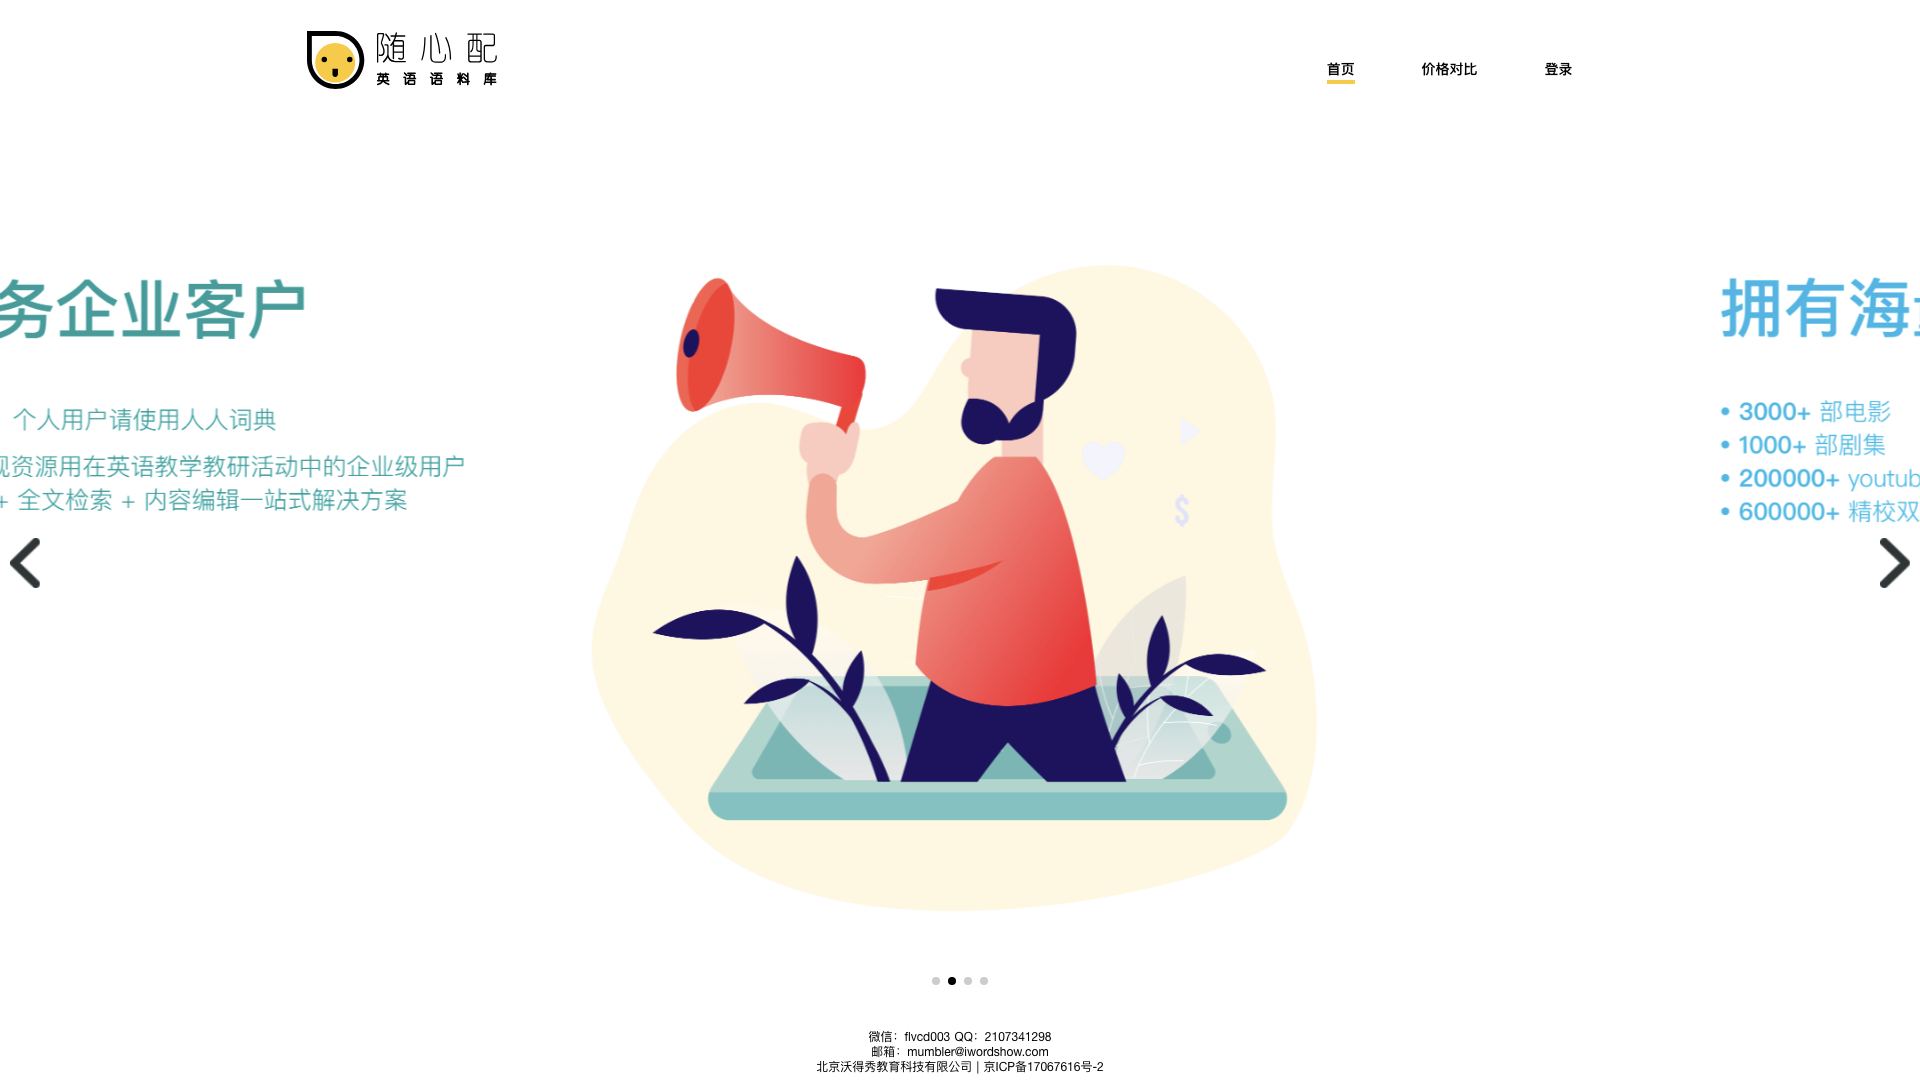 随心配
英语语料库
首页
价格对比
登录
务企业客户
个人用户请使用人人词典
视资源用在英语教学教研活动中的企业级用户
+ 全文检索 + 内容编辑一站式解决方案
拥有海
• 3000+ 部电影
• 1000+ 部剧集
• 200000+ youtub
• 600000+ 精校双
$
微信：flvcd003 QQ：2107341298
邮箱：mumbler@iwordshow.com
北京沃得秀教育科技有限公司 | 京ICP备17067616号-2